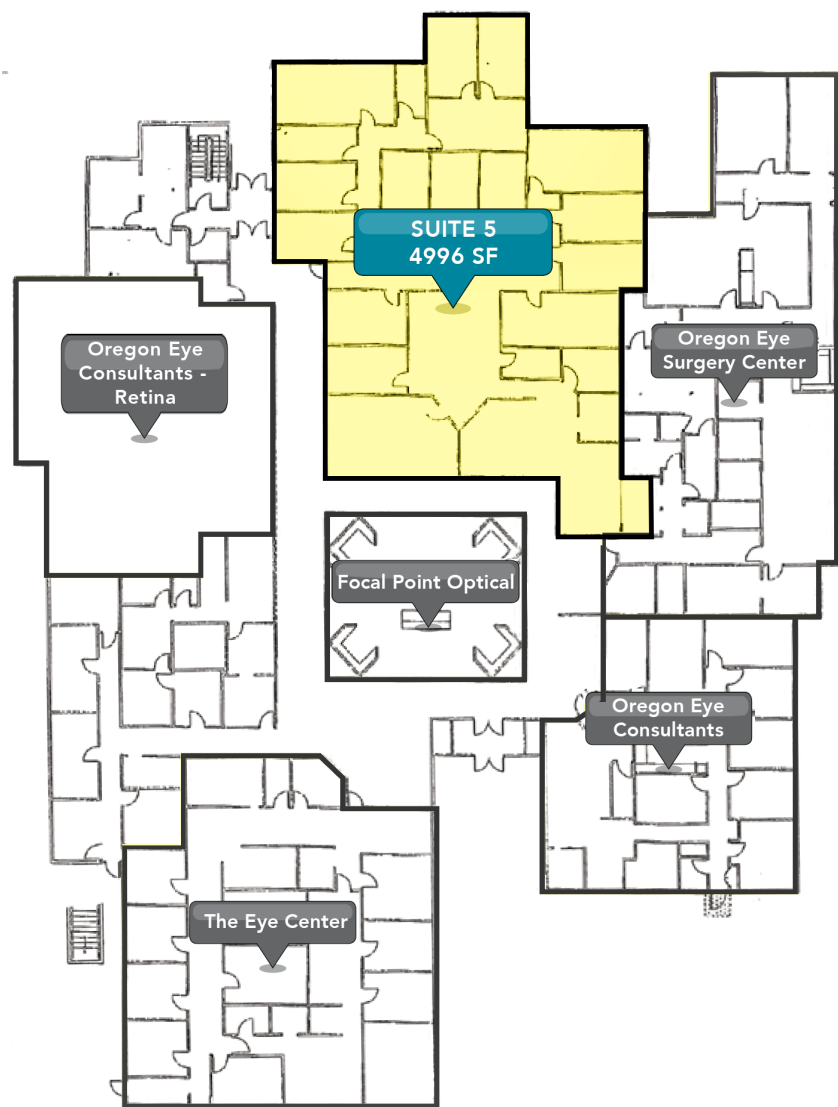 SUITE 5
4996 SF
Oregon Eye
Surgery Center
Oregon Eye
Consultants -
Retina
Focal Point Optical
Oregon Eye
Consultants
The Eye Center